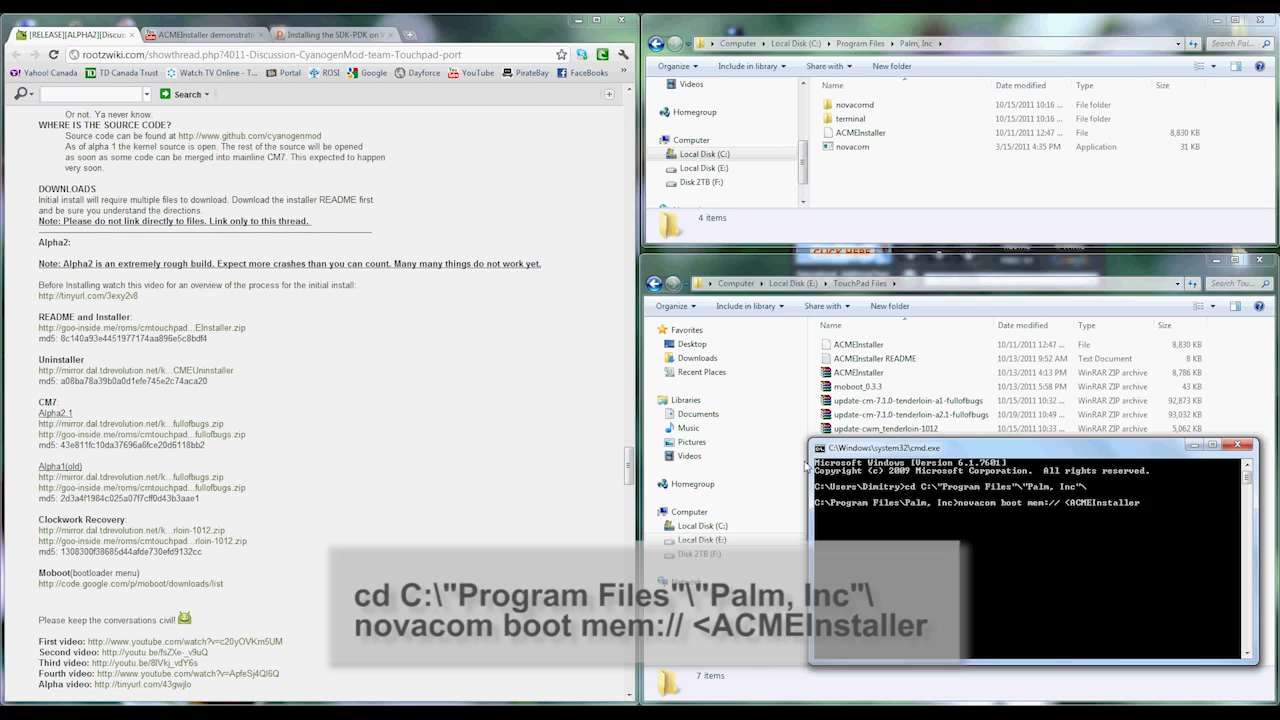 [RELEASE][ALPHA2][Discus
ACMEInstaller demonstrati
Installing the SDK-PDK on V
rootzwiki.com/showthread.php?4011-Discussion-CyanogenMod-team-Touchpad-port
Yahoo! Canada
TD Canada Trust
Watch TV Online - T...
Portal
ROSI
Google
Dayforce
YouTube
PirateBay
FaceBooks
»
Search
Or not. Ya never know.
WHERE IS THE SOURCE CODE?
Source code can be found at http://www.github.com/cyanogenmod
As of alpha 1 the kernel source is open. The rest of the source will be opened
as soon as some code can be merged into mainline CM7. This expected to happen
very soon.
DOWNLOADS
Initial install will require multiple files to download. Download the installer README first
and be sure you understand the directions.
Note: Please do not link directly to files. Link only to this thread.
Alpha2:
Note: Alpha2 is an extremely rough build. Expect more crashes than you can count. Many many things do not work yet.
Before Installing watch this video for an overview of the process for the initial install:
http://tinyurl.com/3exy2v8
README and Installer:
http://goo-inside.me/roms/cmtouchpad...EInstaller.zip
md5: 1c140a93e4451977174aa896e5c8bdf4
Uninstaller
http://mirror.dal.tdrevolution.net/k...CMEUninstaller
md5: a08ba78a39b0a0d1efe745e2c74aca20
CM7:
Alpha2.1
http://mirror.dal.tdrevolution.net/k...fullofbugs.zip
http://goo-inside.me/roms/cmtouchpad...fullofbugs.zip
md5: 43e811fc10da37696a6fce20d6118bb2
Alpha1(old)
http://mirror.dal.tdrevolution.net/k...fullofbugs.zip
http://goo-inside.me/roms/cmtouchpad...fullofbugs.zip
md5: 2d3a4f1984c025a07f7cff0d43b3aae1
Clockwork Recovery:
http://mirror.dal.tdrevolution.net/k...rloin-1012.zip
http://goo-inside.me/roms/cmtouchpad...rloin-1012.zip
md5: 1308300f38685d44afde730efd9132cc
Moboot(bootloader menu)
http://code.google.com/p/moboot/downloads/list
Please keep the conversations civil!
First video: http://www.youtube.com/watch?v=c20yOVKm5UM
Second video: http://youtu.be/fsZXe-_v9uQ
Third video: http://youtu.be/8lVkj_vdY6s
Fourth video: http://www.youtube.com/watch?v=ApfeSj4Ql6Q
Alpha video: http://tinyurl.com/43gwjlo
Computer
Local Disk (C:)
Program Files
Palm, Inc
Search Pal...
Organize
Include in library
Share with
New folder
Name
Date modified
Type
Size
Videos
Homegroup
Computer
Local Disk (C:)
Local Disk (E:)
Disk 2TB (F:)
novacomd 10/15/2011 10:16 ... File folder
terminal 10/15/2011 10:16 ... File folder
ACMEInstaller 10/11/2011 12:47 ... File 8,830 KB
novacom 3/15/2011 4:35 PM Application 31 KB
4 items
CLICK HERE
Computer
Local Disk (E:)
TouchPad Files
Search Tou...
Organize
Include in library
Share with
New folder
Name
Date modified
Type
Size
Favorites
Desktop
Downloads
Recent Places
Libraries
Documents
Music
Pictures
Videos
Homegroup
Computer
Local Disk (C:)
Local Disk (E:)
Disk 2TB (F:)
Network
ACMEInstaller 10/11/2011 12:47 ... File 8,830 KB
ACMEInstaller README 10/13/2011 9:52 AM Text Document 8 KB
ACMEInstaller 10/13/2011 4:13 PM WinRAR ZIP archive 8,786 KB
moboot_0.3.3 10/13/2011 5:58 PM WinRAR ZIP archive 43 KB
update-cm-7.1.0-tenderloin-a1-fullofbugs 10/15/2011 10:32 ... WinRAR ZIP archive 92,873 KB
update-cm-7.1.0-tenderloin-a2.1-fullofbugs 10/19/2011 10:49 ... WinRAR ZIP archive 93,032 KB
update-cwm_tenderloin-1012 10/13/2011 4:14 PM WinRAR ZIP archive
7 items
C:\Windows\system32\cmd.exe
Microsoft Windows [Version 6.1.7601]
Copyright (c) 2009 Microsoft Corporation. All rights reserved.
C:\Users\Dimitry>cd C:\"Program Files"\"Palm, Inc"\
C:\Program Files\Palm, Inc>novacom boot mem:// <ACMEInstaller
cd C:\"Program Files"\"Palm, Inc"\
novacom boot mem:// <ACMEInstaller